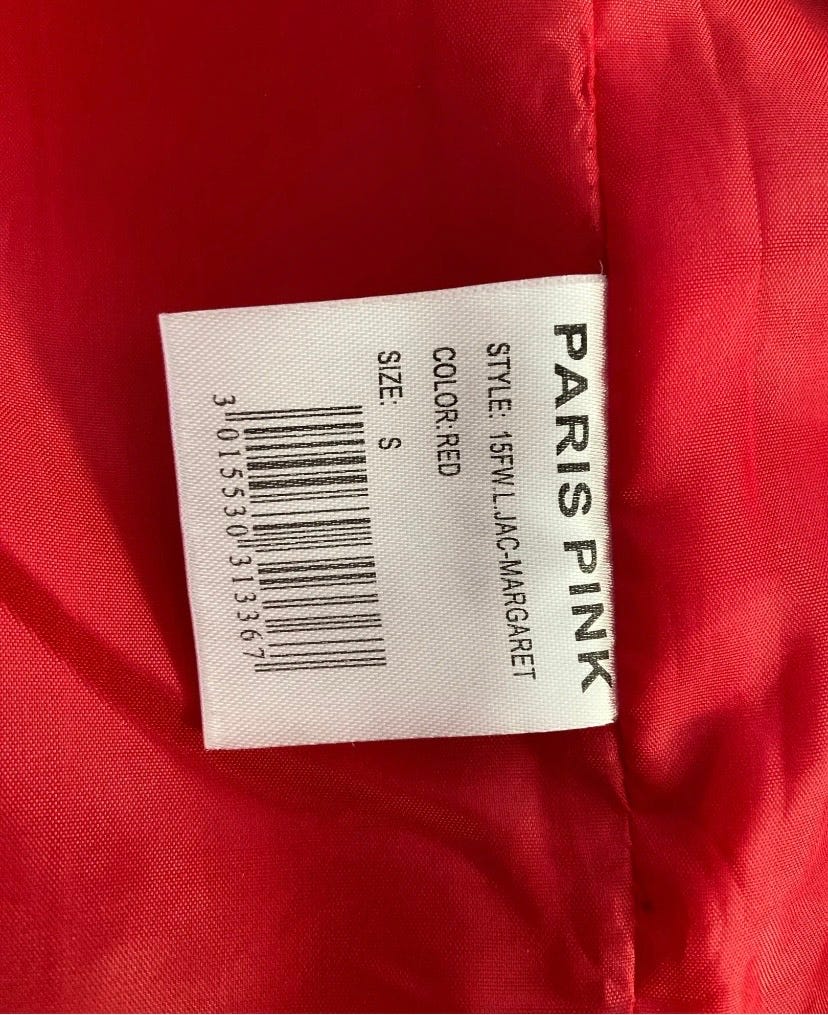 PARIS PINK
STYLE: 15FW.L.JAC-MARGARET
COLOR:RED
SIZE: S
3 015530 313367